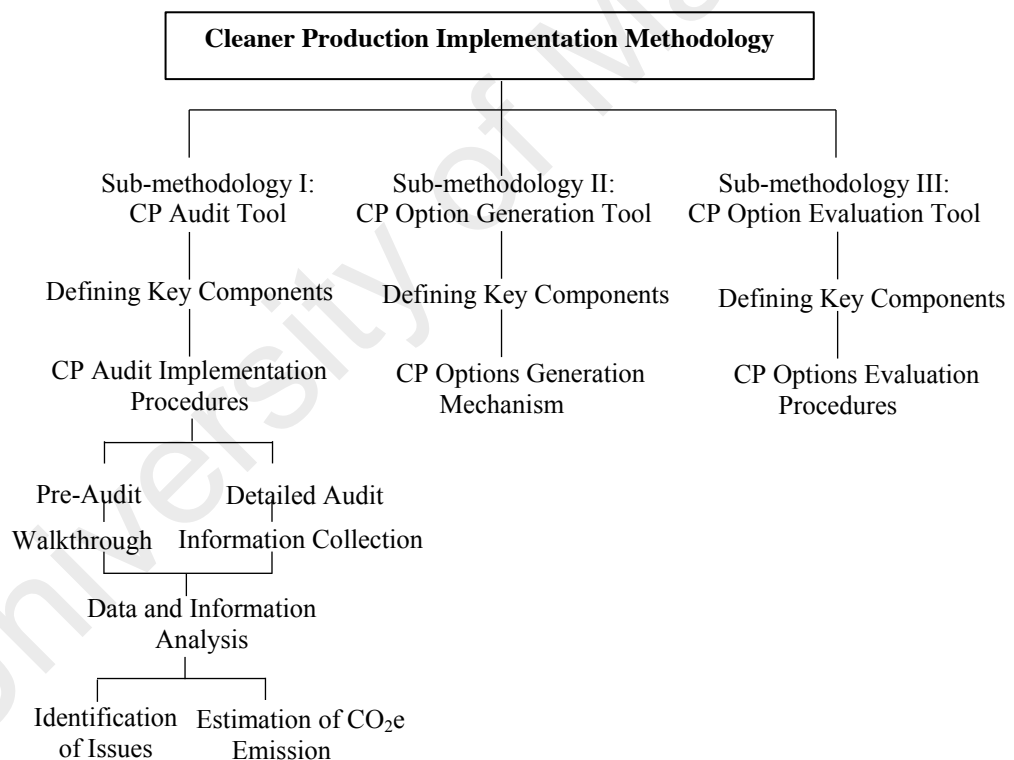 Cleaner Production Implementation Methodology
Sub-methodology I:
CP Audit Tool
Sub-methodology II:
CP Option Generation Tool
Sub-methodology III:
CP Option Evaluation Tool
Defining Key Components
Defining Key Components
Defining Key Components
CP Audit Implementation
Procedures
CP Options Generation
Mechanism
CP Options Evaluation
Procedures
Pre-Audit
Detailed Audit
Walkthrough
Information Collection
Data and Information
Analysis
Identification
of Issues
Estimation of CO₂e
Emission
University of Ma